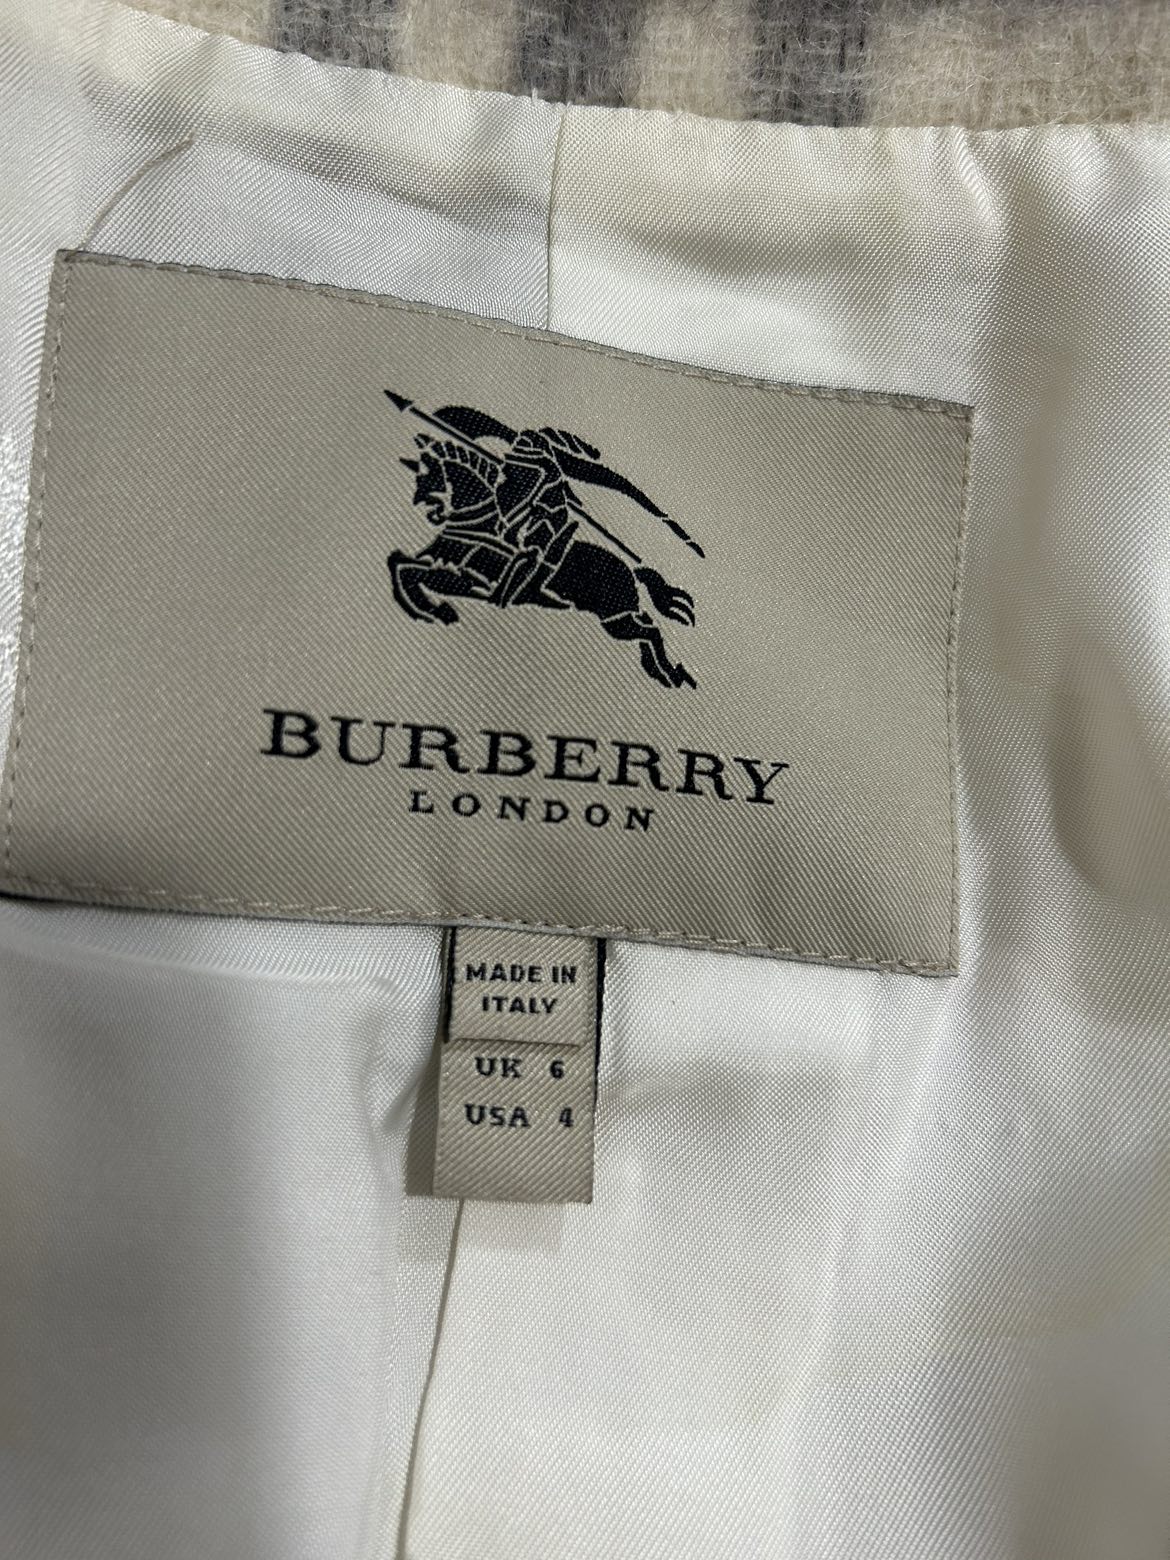 BURBERRY
LONDON
MADE IN
ITALY
UK 6
USA 4